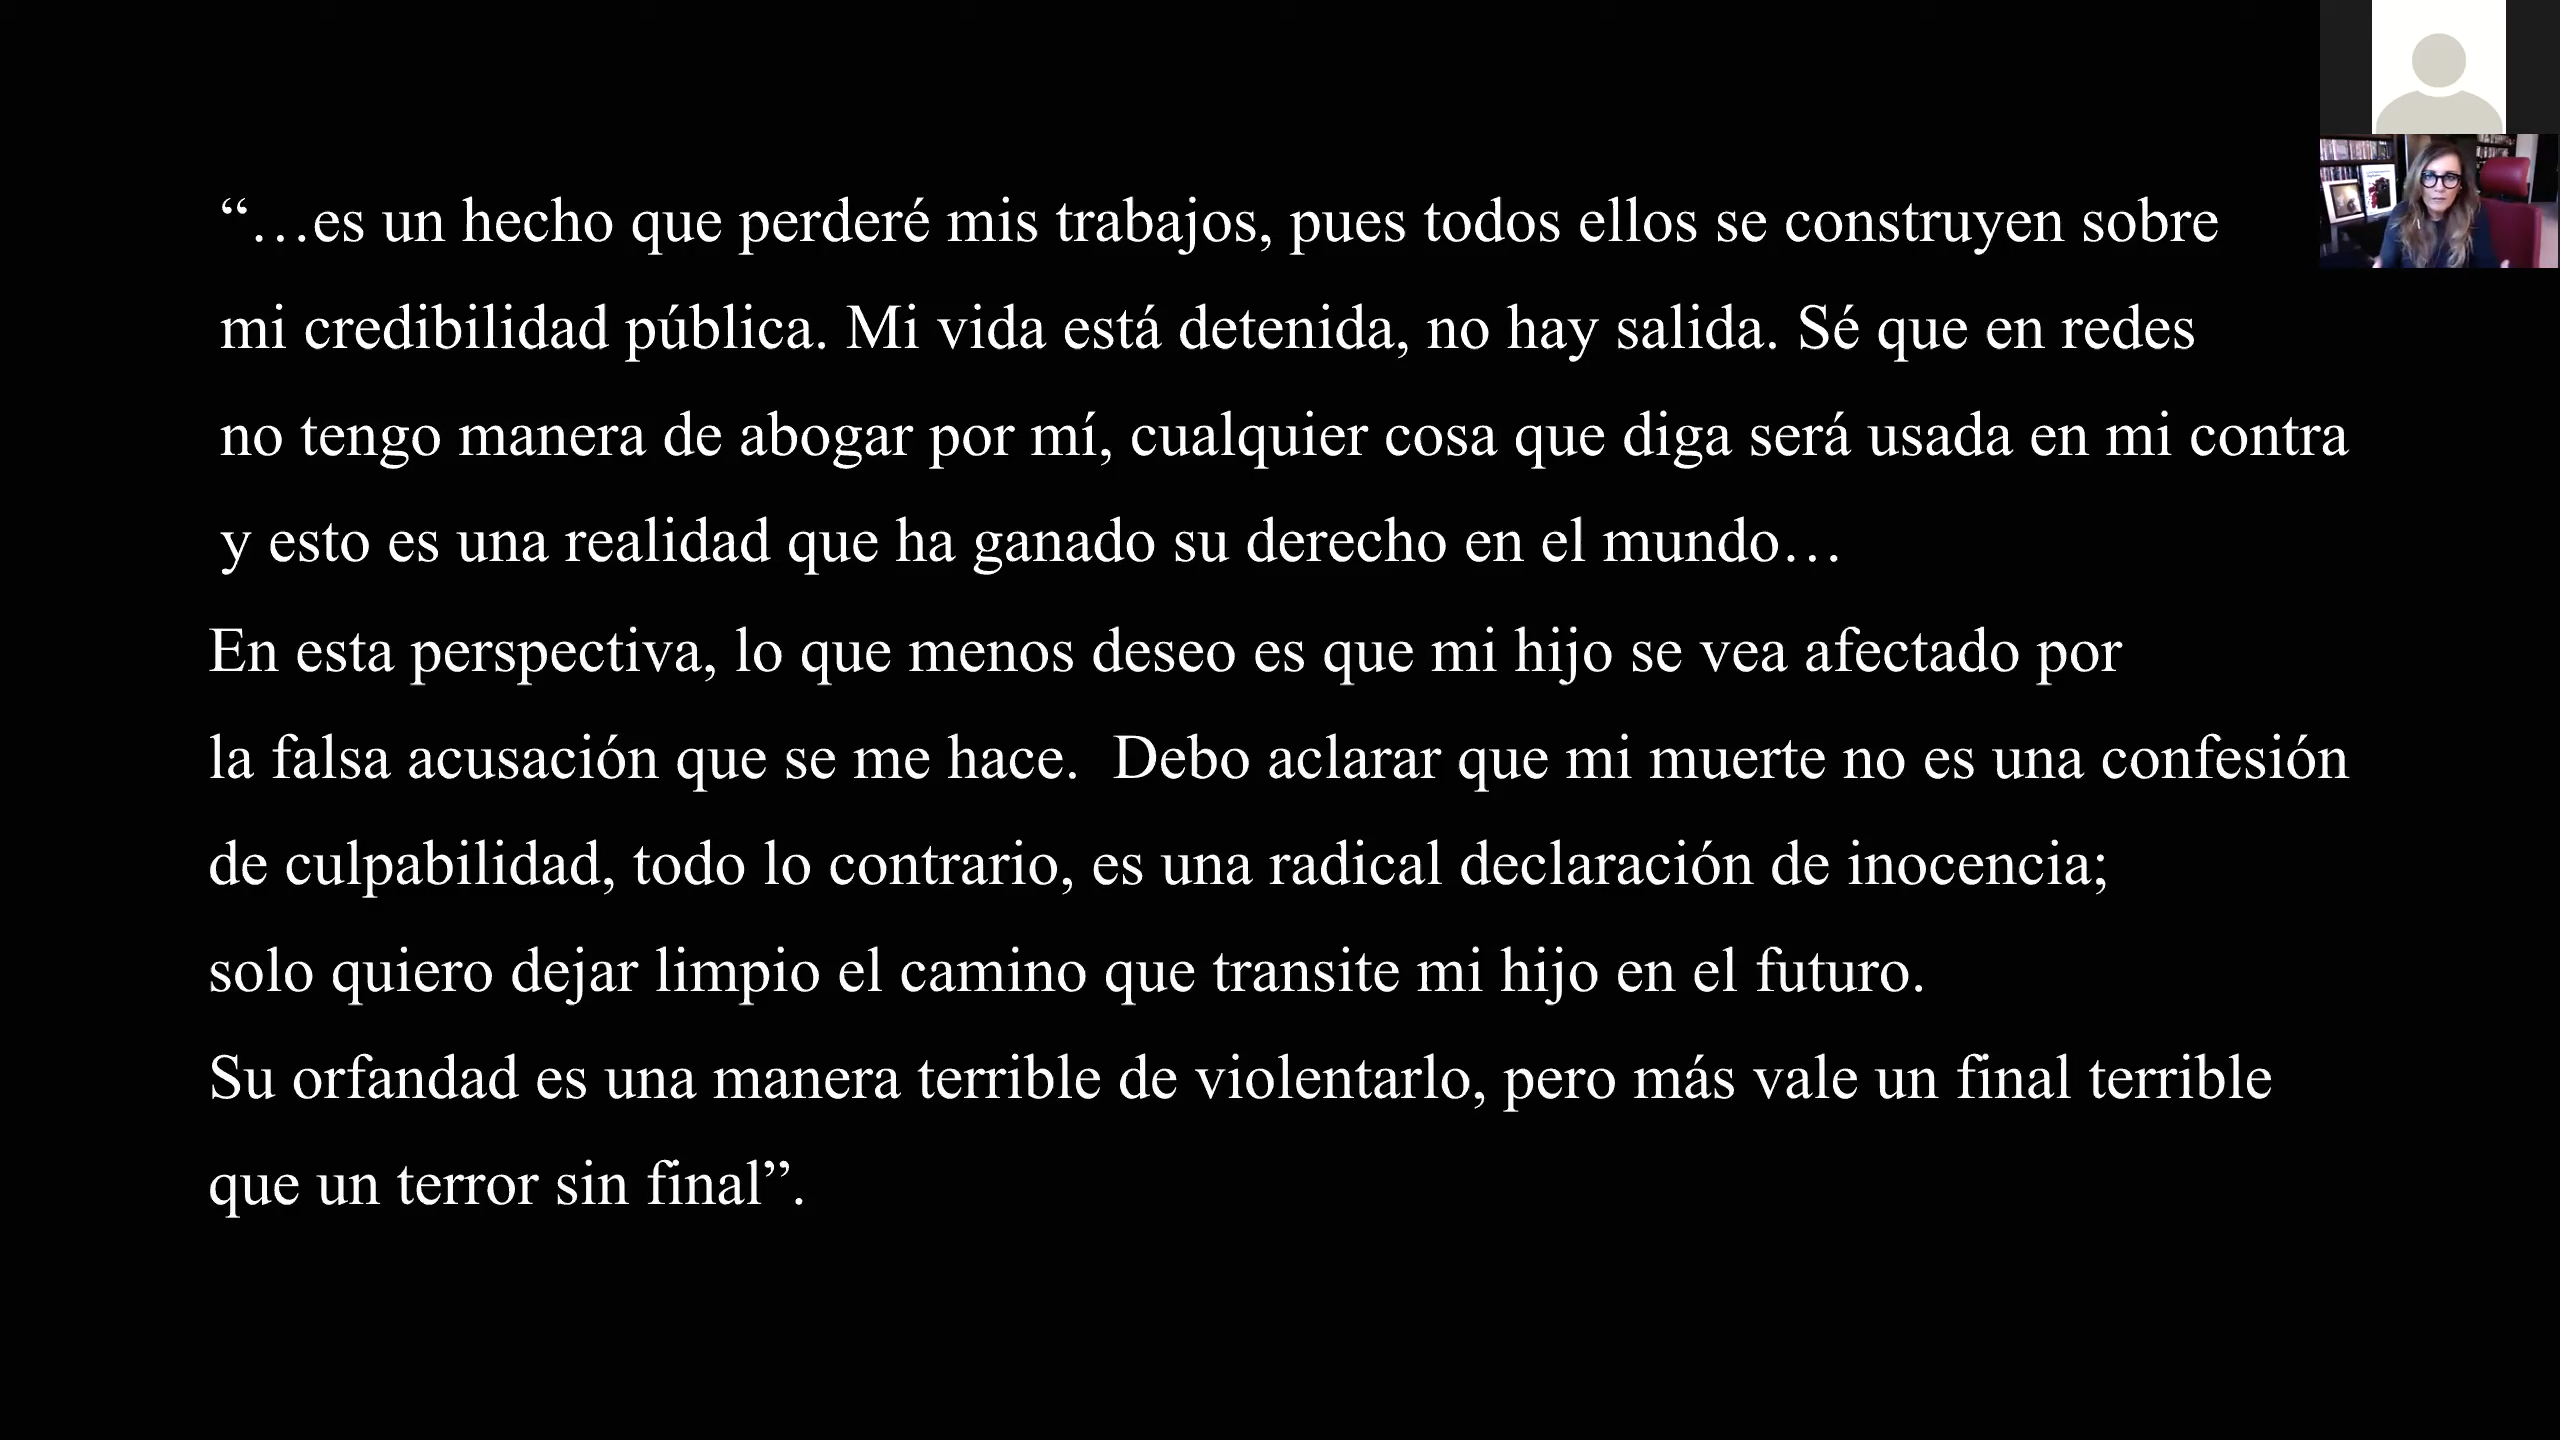 “…es un hecho que perderé mis trabajos, pues todos ellos se construyen sobre
mi credibilidad pública. Mi vida está detenida, no hay salida. Sé que en redes
no tengo manera de abogar por mí, cualquier cosa que diga será usada en mi contra
y esto es una realidad que ha ganado su derecho en el mundo…
En esta perspectiva, lo que menos deseo es que mi hijo se vea afectado por
la falsa acusación que se me hace.  Debo aclarar que mi muerte no es una confesión
de culpabilidad, todo lo contrario, es una radical declaración de inocencia;
solo quiero dejar limpio el camino que transite mi hijo en el futuro.
Su orfandad es una manera terrible de violentarlo, pero más vale un final terrible
que un terror sin final”.